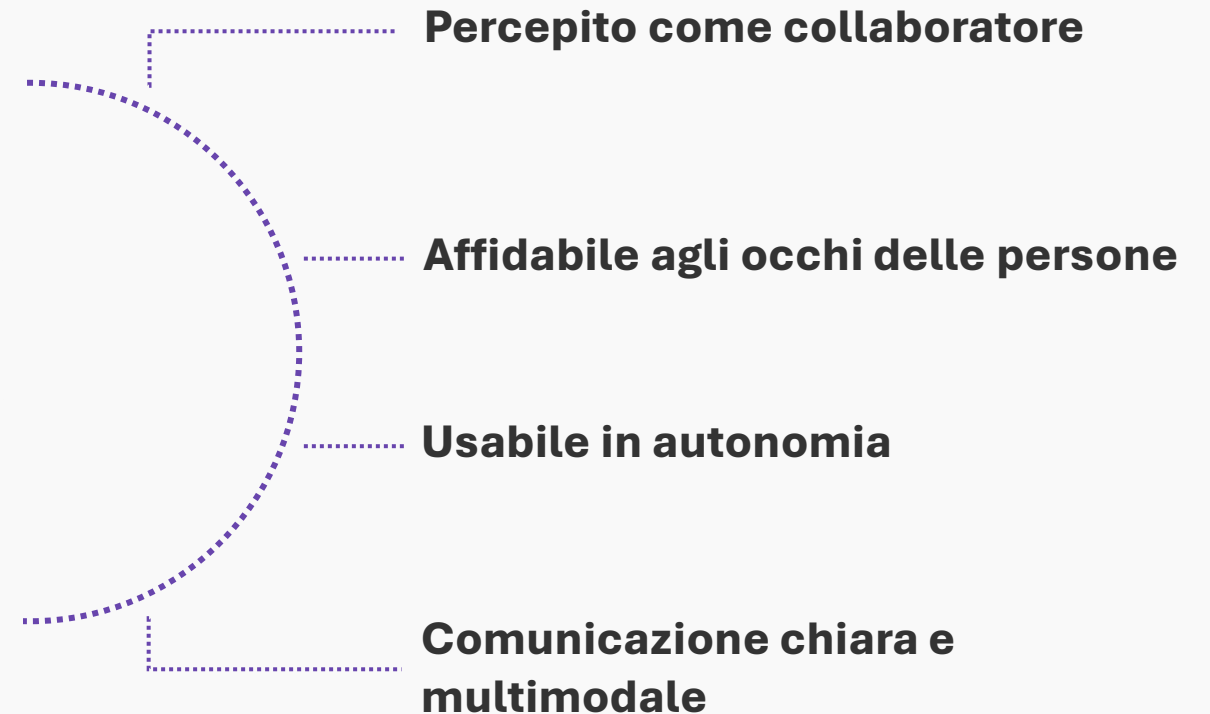 Percepito come collaboratore
Affidabile agli occhi delle persone
Usabile in autonomia
Comunicazione chiara e
multimodale